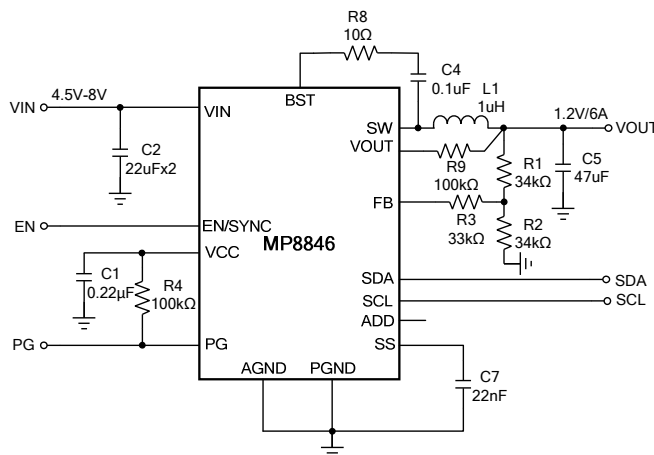 R8
10Ω
C4
0.1uF
L1
1uH
4.5V-8V
VIN
VIN
BST
SW
1.2V/6A
VOUT
VOUT
C2
22uFx2
R9
100kΩ
R1
34kΩ
C5
47uF
EN
EN/SYNC
FB
R3
33kΩ
R2
34kΩ
MP8846
VCC
C1
0.22µF
R4
100kΩ
SDA
SDA
SCL
SCL
ADD
PG
PG
SS
AGND
PGND
C7
22nF